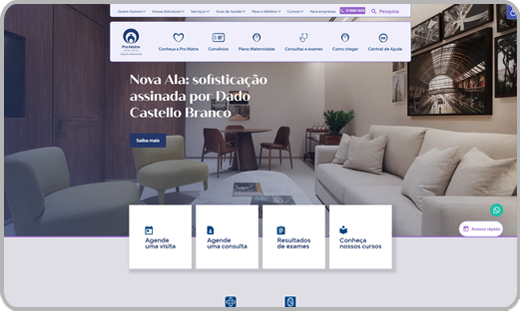 Quem Somos
Nossa Estrutura
Serviços
Guia de Saúde
Para o Médico
Cursos
Para empresas
Pesquisa
Pro Matre
Conheça a Pro Matre
Convênios
Plano Maternidade
Consultas e exames
Como chegar
Central de Ajuda
Nova Ala: sofisticação
assinada por Dado
Castello Branco
Saiba mais
Agende
uma visita
Agende
uma consulta
Resultados
de exames
Conheça
nossos cursos
Acesso rápido